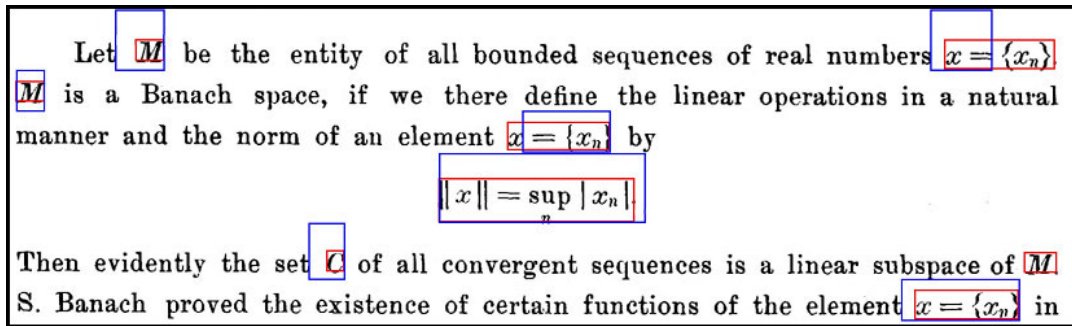 Let M be the entity of all bounded sequences of real numbers x = {xₙ}.
M is a Banach space, if we there define the linear operations in a natural
manner and the norm of an element x = {xₙ} by
‖x‖ = sup |xₙ|.
n
Then evidently the set C of all convergent sequences is a linear subspace of M.
S. Banach proved the existence of certain functions of the element x = {xₙ} in